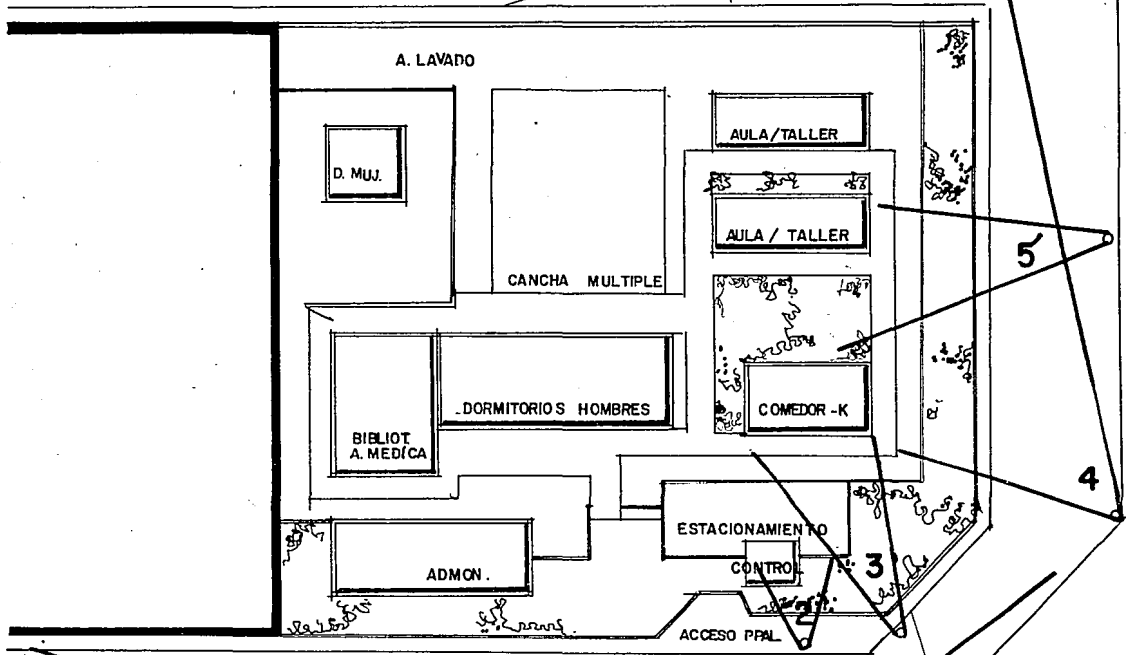 A. LAVADO
AULA/TALLER
D. MUJ.
AULA / TALLER
5
CANCHA MULTIPLE
DORMITORIOS HOMBRES
COMEDOR-K
BIBLIOT.
A. MEDICA
4
ESTACIONAMIENTO
CONTROL
3
ADMON.
2
ACCESO PPAL.